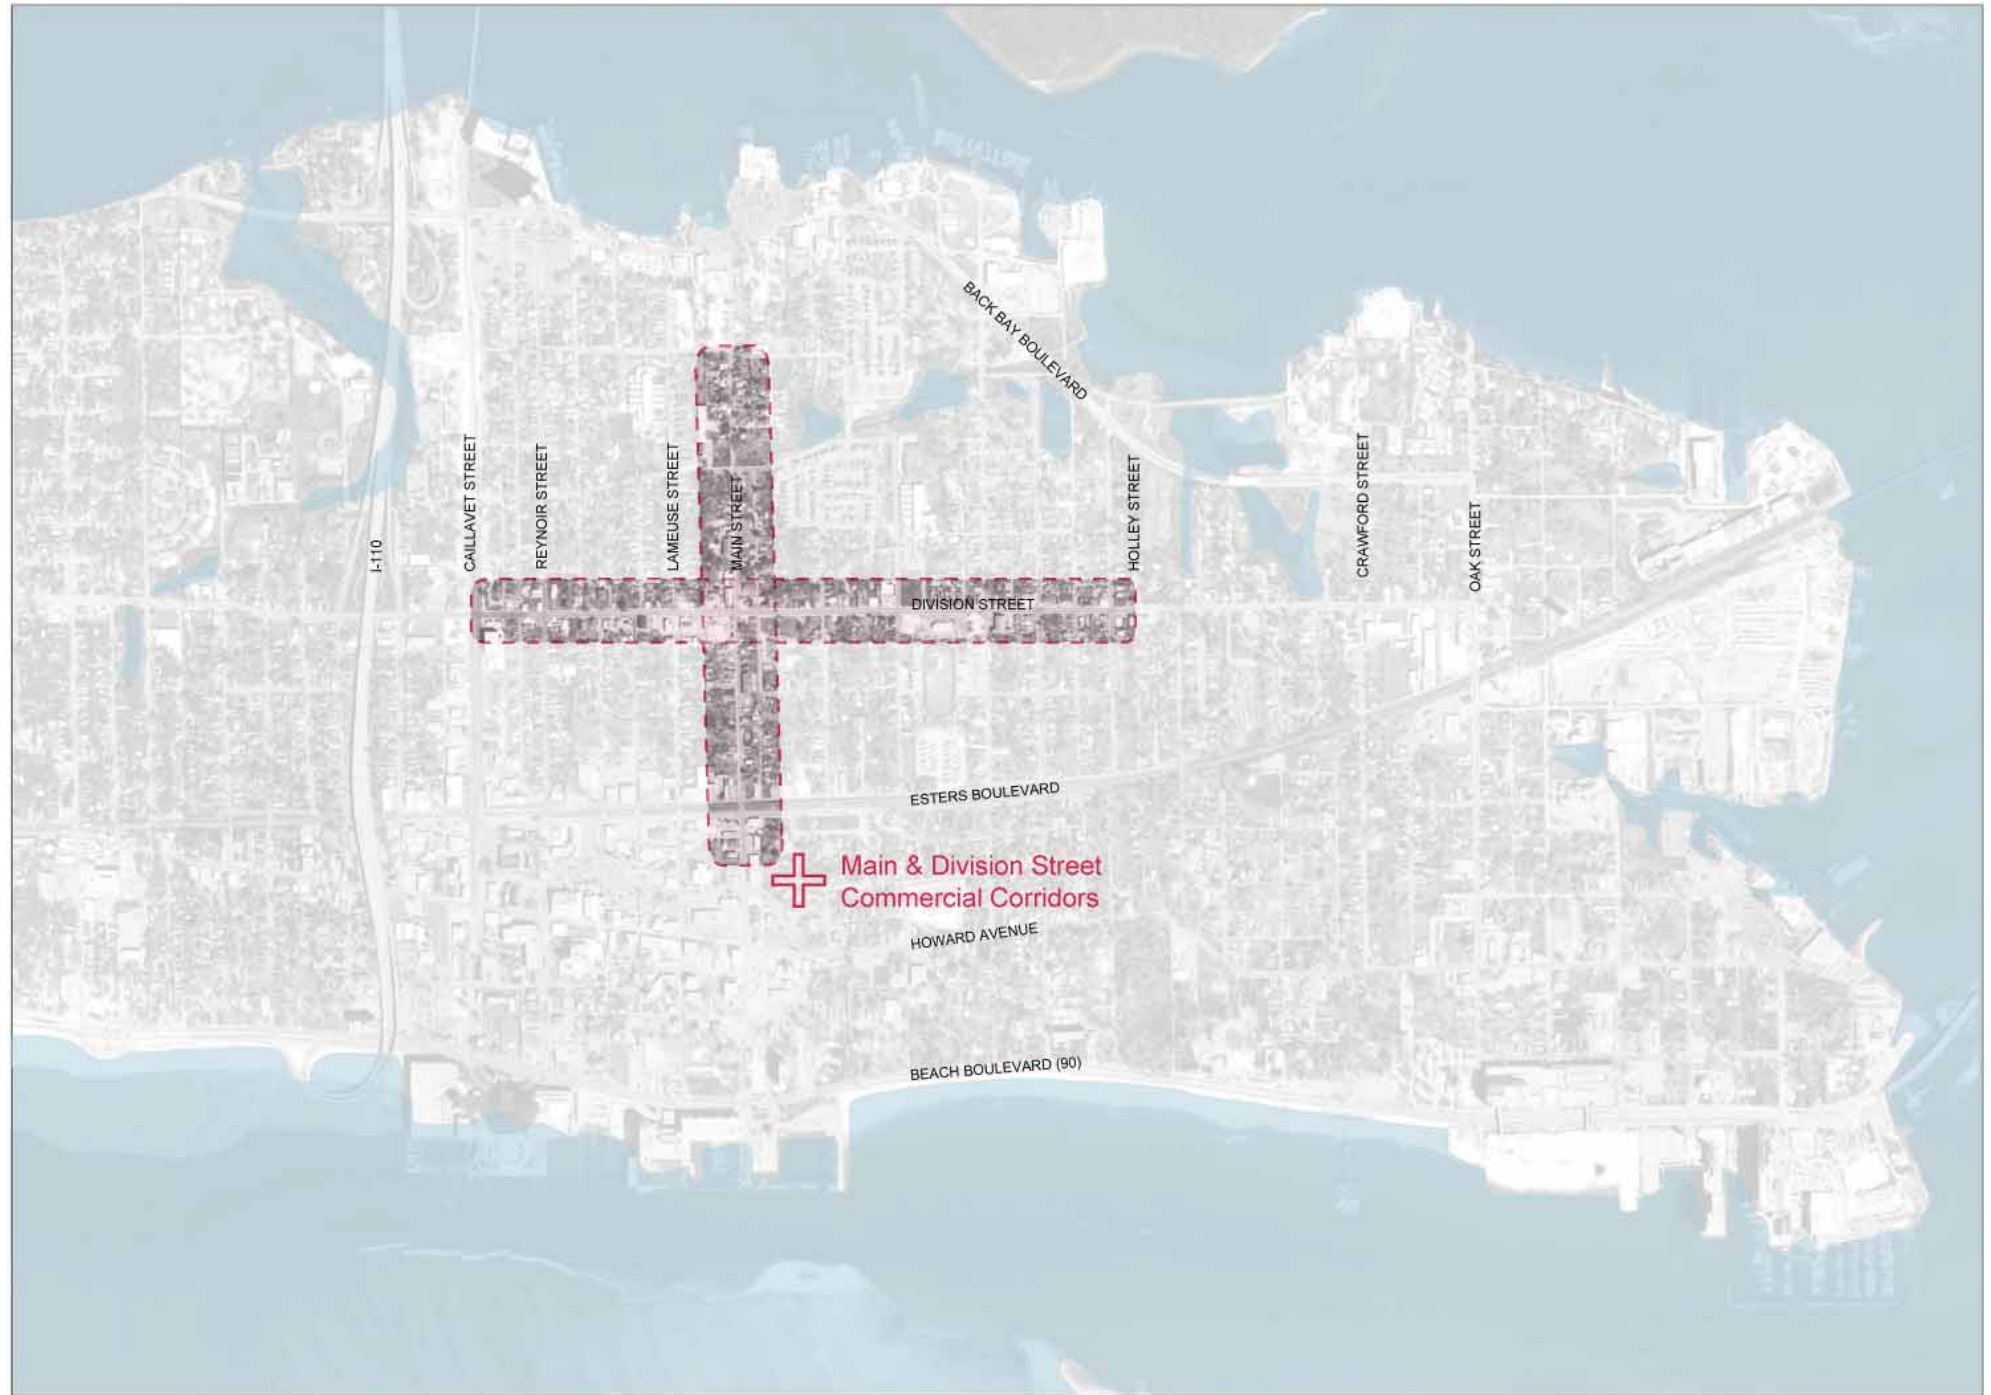 BACK BAY BOULEVARD
I-110
CAILLAVET STREET
REYNOIR STREET
LAMEUSE STREET
MAIN STREET
HOLLEY STREET
CRAWFORD STREET
OAK STREET
DIVISION STREET
ESTERS BOULEVARD
Main & Division Street
Commercial Corridors
HOWARD AVENUE
BEACH BOULEVARD (90)